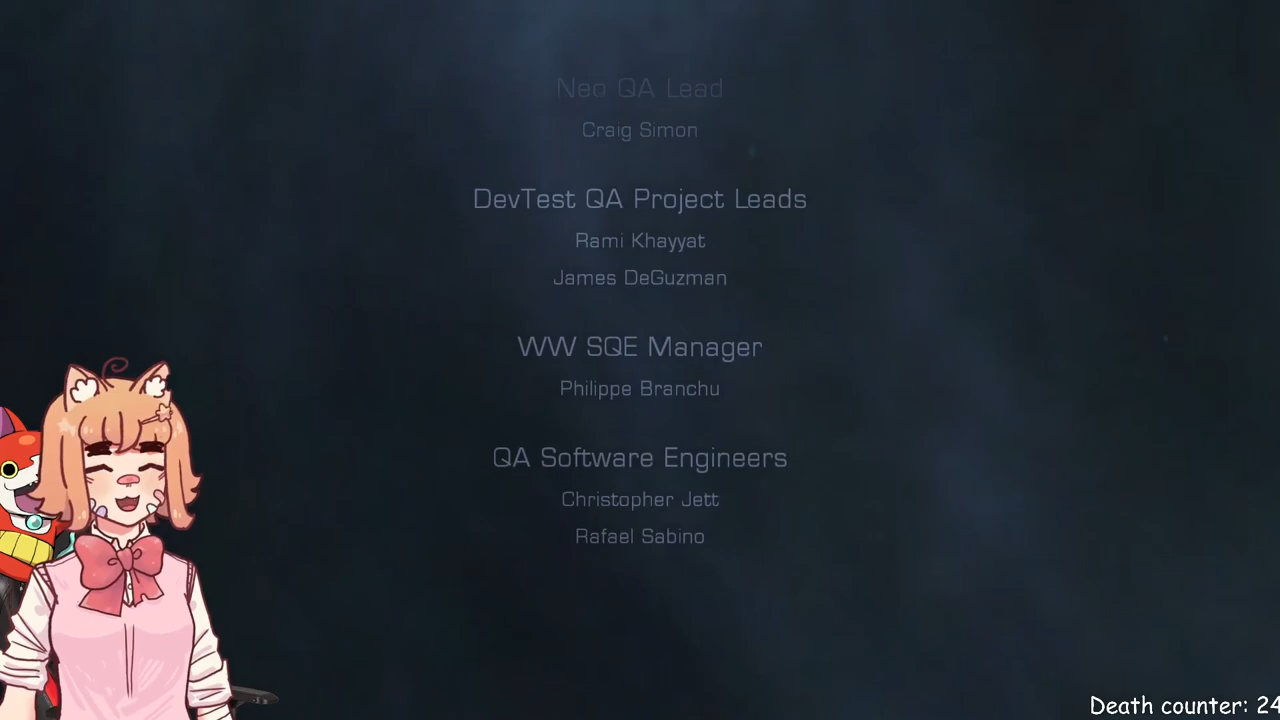 Neo QA Lead
Craig Simon
DevTest QA Project Leads
Rami Khayyat
James DeGuzman
WW SQE Manager
Philippe Branchu
QA Software Engineers
Christopher Jett
Rafael Sabino
Death counter: 24